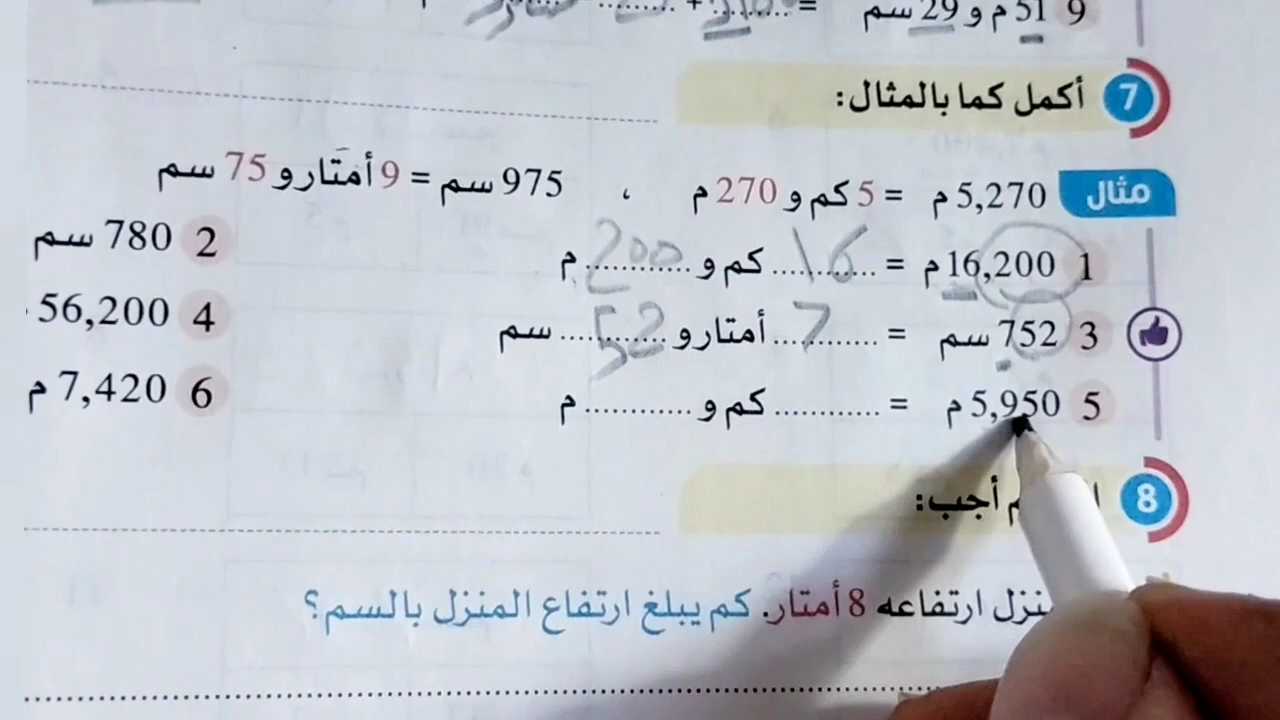 9 51 م و 29 سم =
7 أكمل كما بالمثال:
مثال 5,270 م = 5 كم و 270 م ، 975 سم = 9 أمتار و 75 سم
1 16,200 م = 16 كم و 200 م
2 780 سم
3 752 سم = 7 أمتار و 52 سم
4 56,200
5 5,950 م = ............ كم و ............ م
6 7,420 م
8 أجب:
ارتفاعه 8 أمتار. كم يبلغ ارتفاع المنزل بالسم؟